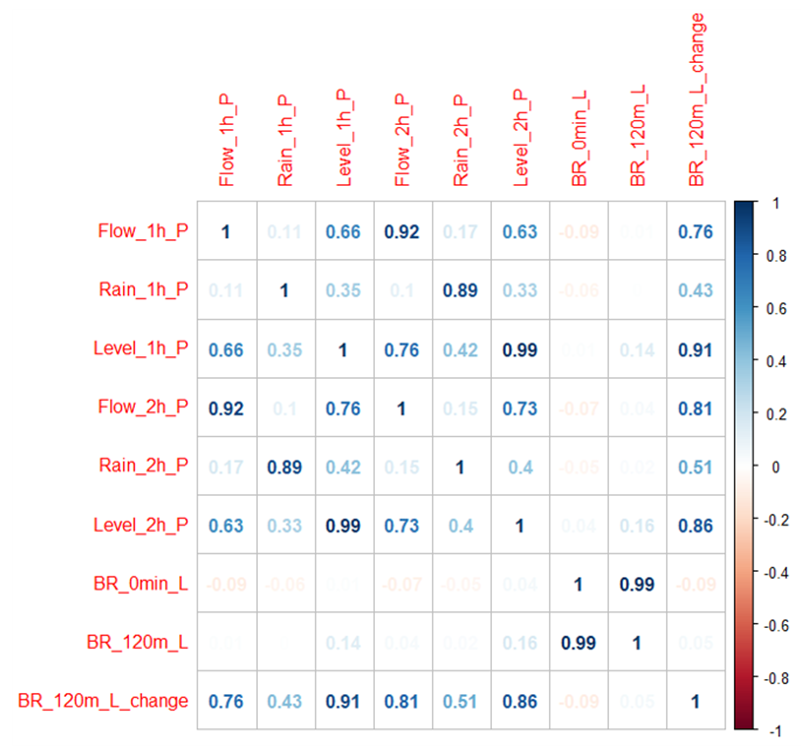 Flow_1h_P
Rain_1h_P
Level_1h_P
Flow_2h_P
Rain_2h_P
Level_2h_P
BR_0min_L
BR_120m_L
BR_120m_L_change
Flow_1h_P 1 0.11 0.66 0.92 0.17 0.63 -0.09 0.76
Rain_1h_P 0.11 1 0.35 0.1 0.89 0.33 -0.06 0.43
Level_1h_P 0.66 0.35 1 0.76 0.42 0.99 0.14 0.91
Flow_2h_P 0.92 0.1 0.76 1 0.15 0.73 -0.07 0.04 0.81
Rain_2h_P 0.17 0.89 0.42 0.15 1 0.4 -0.05 0.02 0.51
Level_2h_P 0.63 0.33 0.99 0.73 0.4 1 0.04 0.16 0.86
BR_0min_L -0.09 -0.06 -0.07 -0.05 0.04 1 0.99 -0.09
BR_120m_L 0.14 0.04 0.02 0.16 0.99 1 0.05
BR_120m_L_change 0.76 0.43 0.91 0.81 0.51 0.86 -0.09 0.05 1
1
0.8
0.6
0.4
0.2
0
-0.2
-0.4
-0.6
-0.8
-1